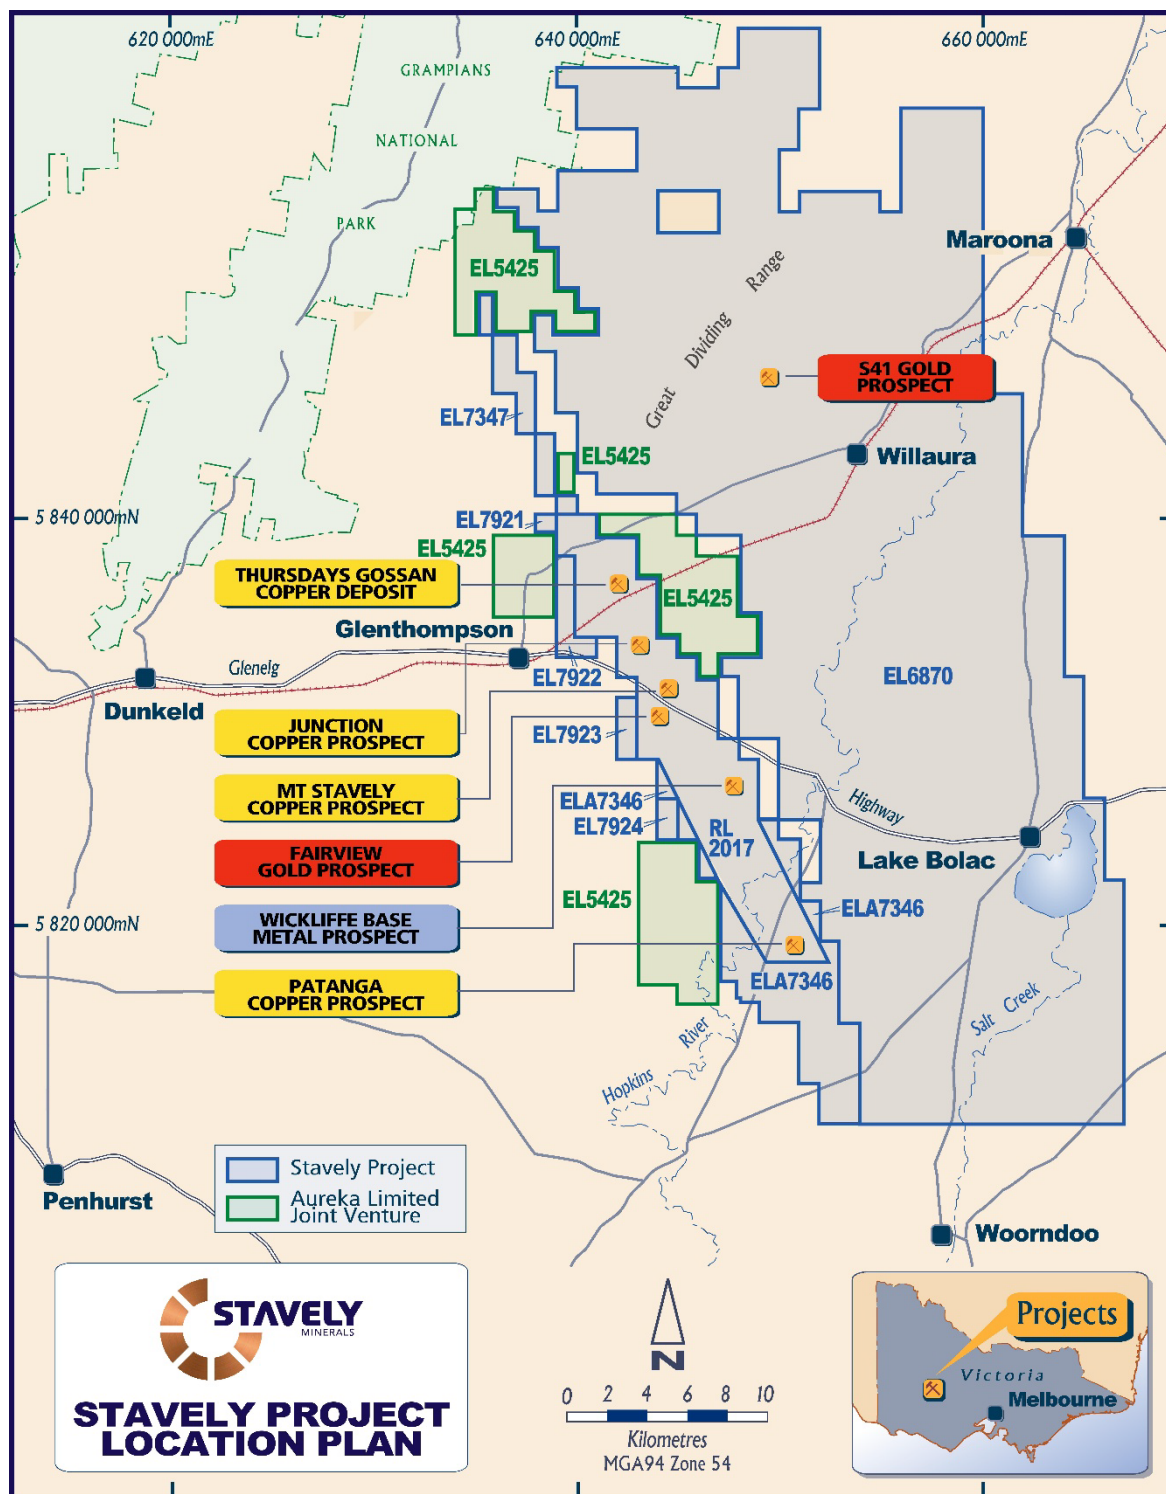 620 000mE
640 000mE
660 000mE
GRAMPIANS
NATIONAL
PARK
Maroona
EL5425
Great Dividing Range
S41 GOLD
PROSPECT
EL7347
EL5425
Willaura
5 840 000mN
EL7921
EL5425
THURSDAYS GOSSAN
COPPER DEPOSIT
EL5425
Glenthompson
Glenelg
EL7922
EL6870
Dunkeld
JUNCTION
COPPER PROSPECT
EL7923
MT STAVELY
COPPER PROSPECT
ELA7346
Highway
EL7924
RL
2017
FAIRVIEW
GOLD PROSPECT
Lake Bolac
EL5425
ELA7346
WICKLIFFE BASE
METAL PROSPECT
5 820 000mN
PATANGA
COPPER PROSPECT
ELA7346
Salt Creek
Hopkins River
Stavely Project
Aureka Limited
Joint Venture
Penhurst
Woorndoo
STAVELY
MINERALS
STAVELY PROJECT
LOCATION PLAN
N
0 2 4 6 8 10
Kilometres
MGA94 Zone 54
Projects
Victoria
Melbourne